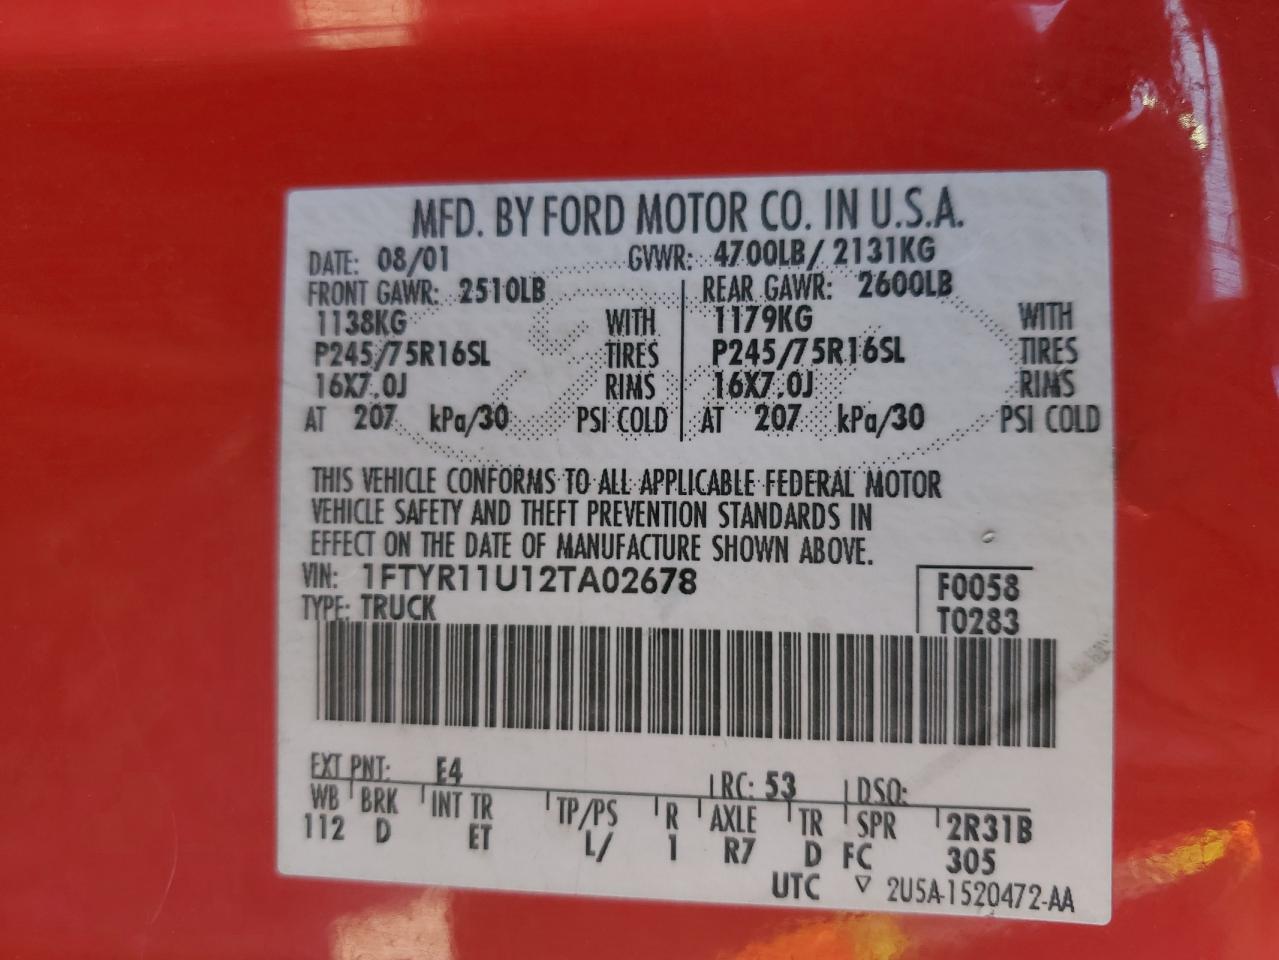 MFD. BY FORD MOTOR CO. IN U.S.A.
DATE: 08/01 GVWR: 4700LB/ 2131KG
FRONT GAWR: 2510LB REAR GAWR: 2600LB
1138KG WITH 1179KG WITH
P245/75R16SL TIRES P245/75R16SL TIRES
16X7.0J RIMS 16X7.0J RIMS
AT 207 kPa/30 PSI COLD AT 207 kPa/30 PSI COLD
THIS VEHICLE CONFORMS TO ALL APPLICABLE FEDERAL MOTOR
VEHICLE SAFETY AND THEFT PREVENTION STANDARDS IN
EFFECT ON THE DATE OF MANUFACTURE SHOWN ABOVE.
VIN: 1FTYR11U12TA02678 F0058
TYPE: TRUCK T0283
EXT PNT: E4 RC: 53 DSO:
WB BRK INT TR TP/PS R AXLE TR SPR 2R31B
112 D ET L/ 1 R7 D FC 305
UTC ▽ 2U5A-1520472-AA